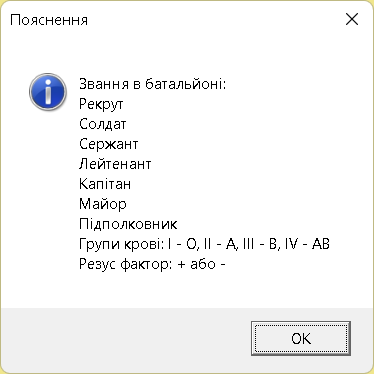 Пояснення
Звання в батальйоні:
Рекрут
Солдат
Сержант
Лейтенант
Капітан
Майор
Підполковник
Групи крові: I - O, II - A, III - B, IV - AB
Резус фактор: + або -
OK